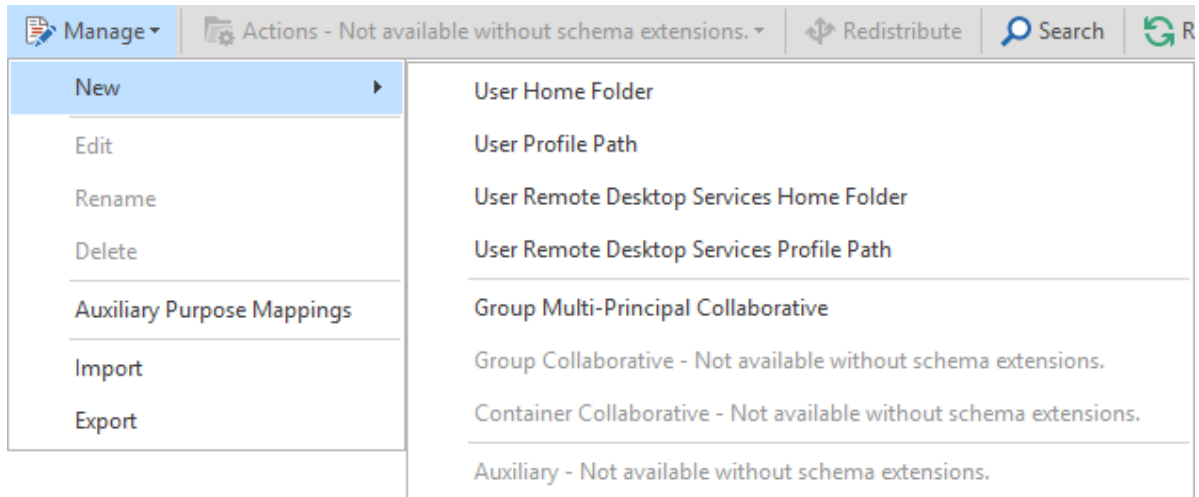 Manage
Actions - Not available without schema extensions.
Redistribute
Search
R
New
Edit
Rename
Delete
Auxiliary Purpose Mappings
Import
Export
User Home Folder
User Profile Path
User Remote Desktop Services Home Folder
User Remote Desktop Services Profile Path
Group Multi-Principal Collaborative
Group Collaborative - Not available without schema extensions.
Container Collaborative - Not available without schema extensions.
Auxiliary - Not available without schema extensions.